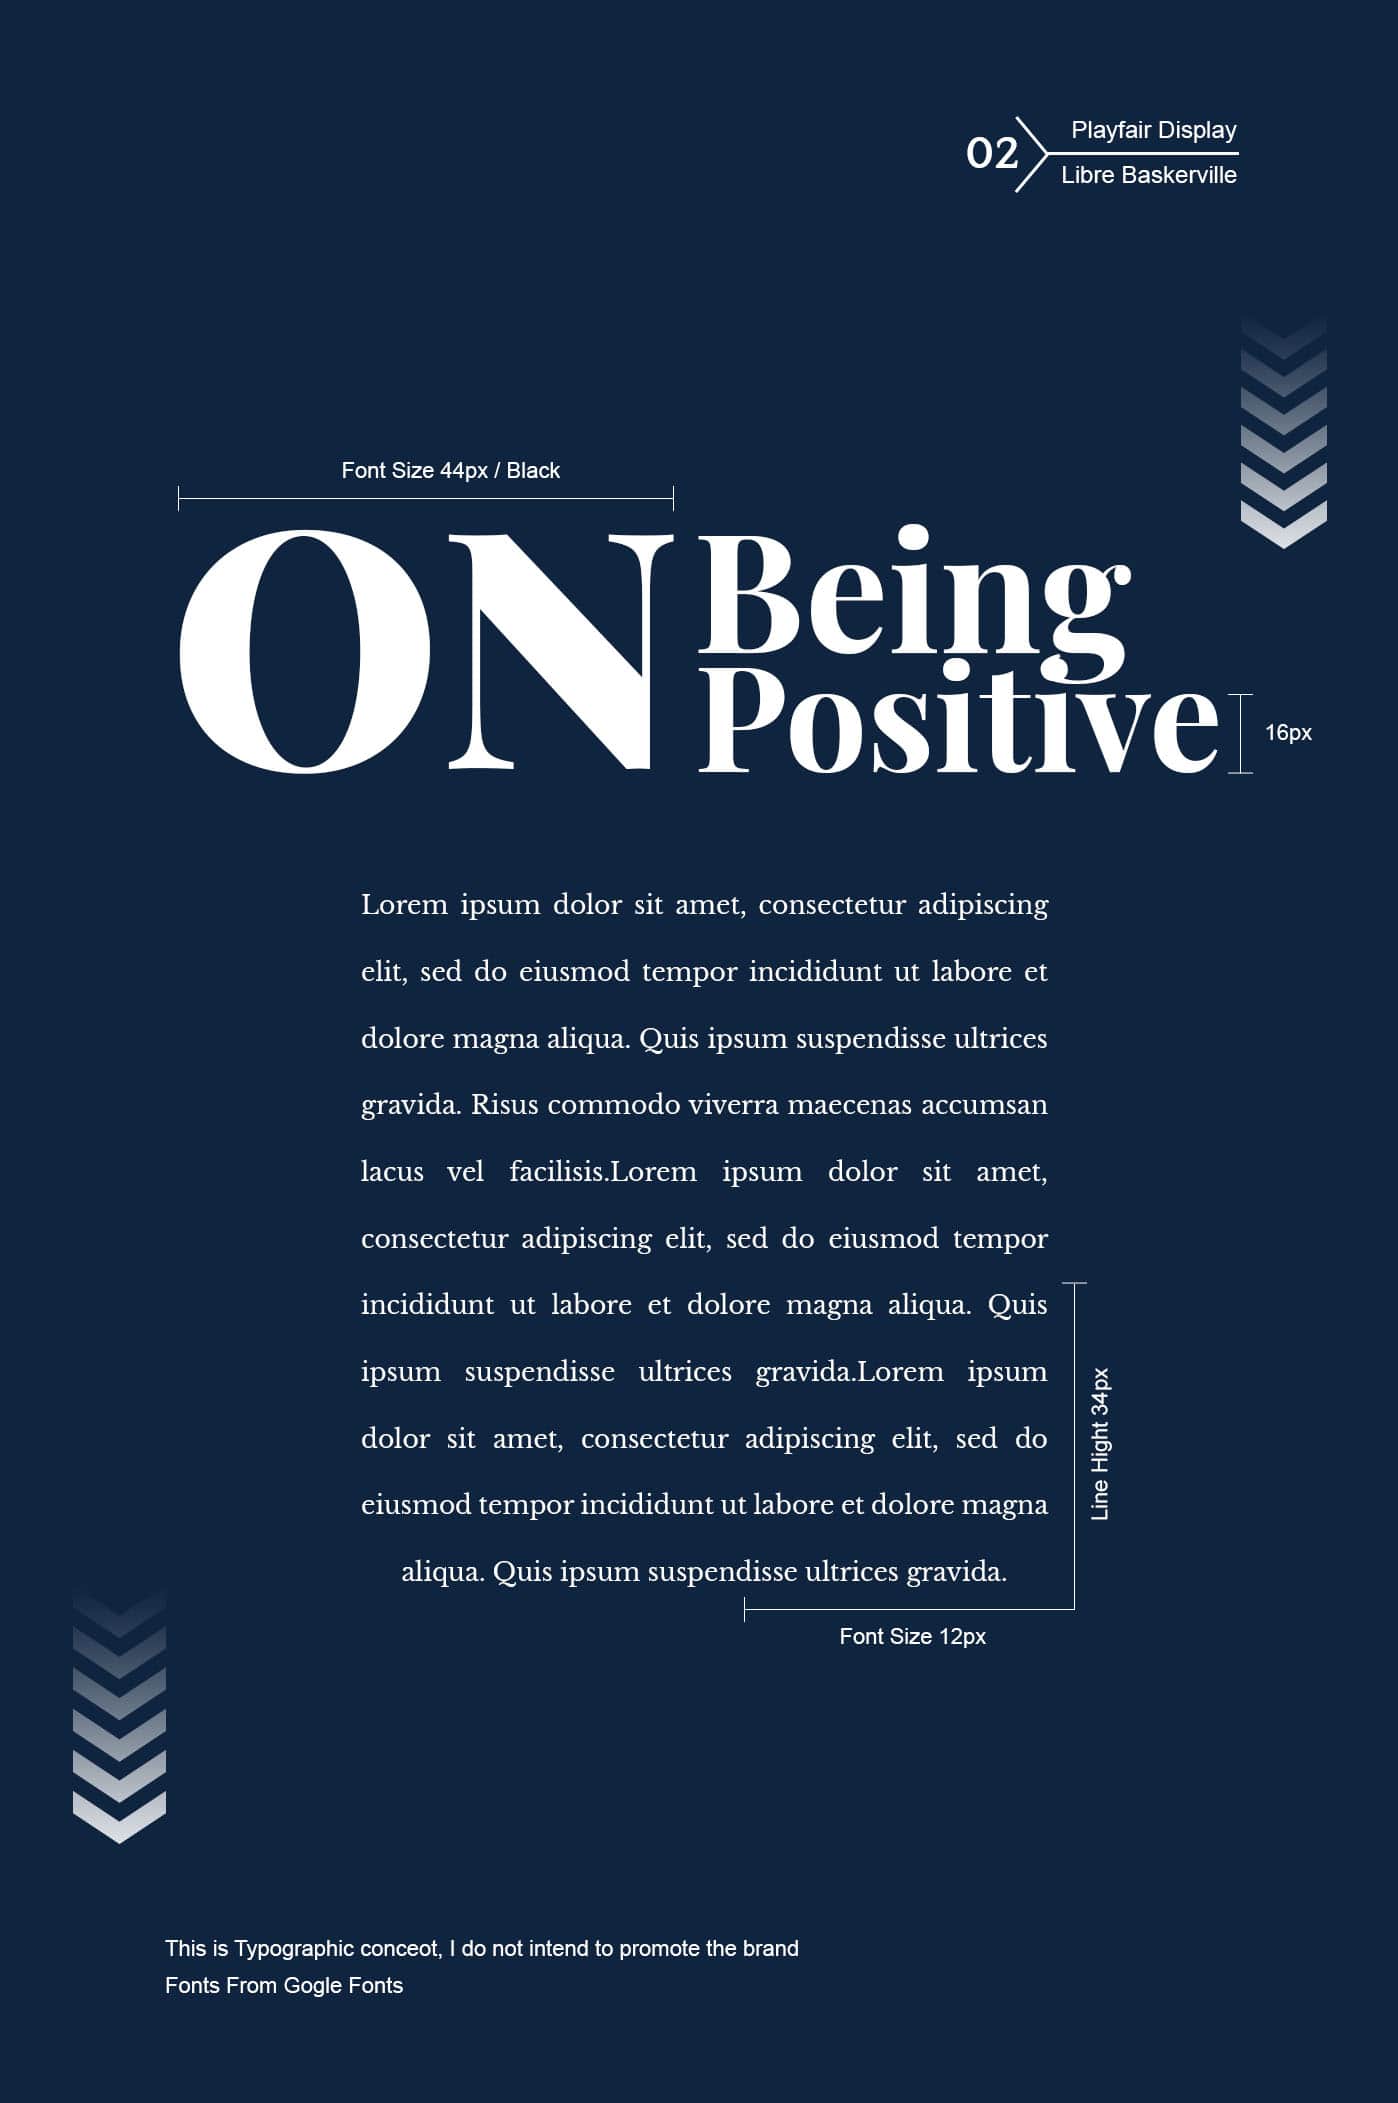 02
Playfair Display
Libre Baskerville
Font Size 44px / Black
ON Being
Positive
16px
Lorem ipsum dolor sit amet, consectetur adipiscing
elit, sed do eiusmod tempor incididunt ut labore et
dolore magna aliqua. Quis ipsum suspendisse ultrices
gravida. Risus commodo viverra maecenas accumsan
lacus vel facilisis.Lorem ipsum dolor sit amet,
consectetur adipiscing elit, sed do eiusmod tempor
incididunt ut labore et dolore magna aliqua. Quis
ipsum suspendisse ultrices gravida.Lorem ipsum
dolor sit amet, consectetur adipiscing elit, sed do
eiusmod tempor incididunt ut labore et dolore magna
aliqua. Quis ipsum suspendisse ultrices gravida.
Line Hight 34px
Font Size 12px
This is Typographic conceot, I do not intend to promote the brand
Fonts From Gogle Fonts